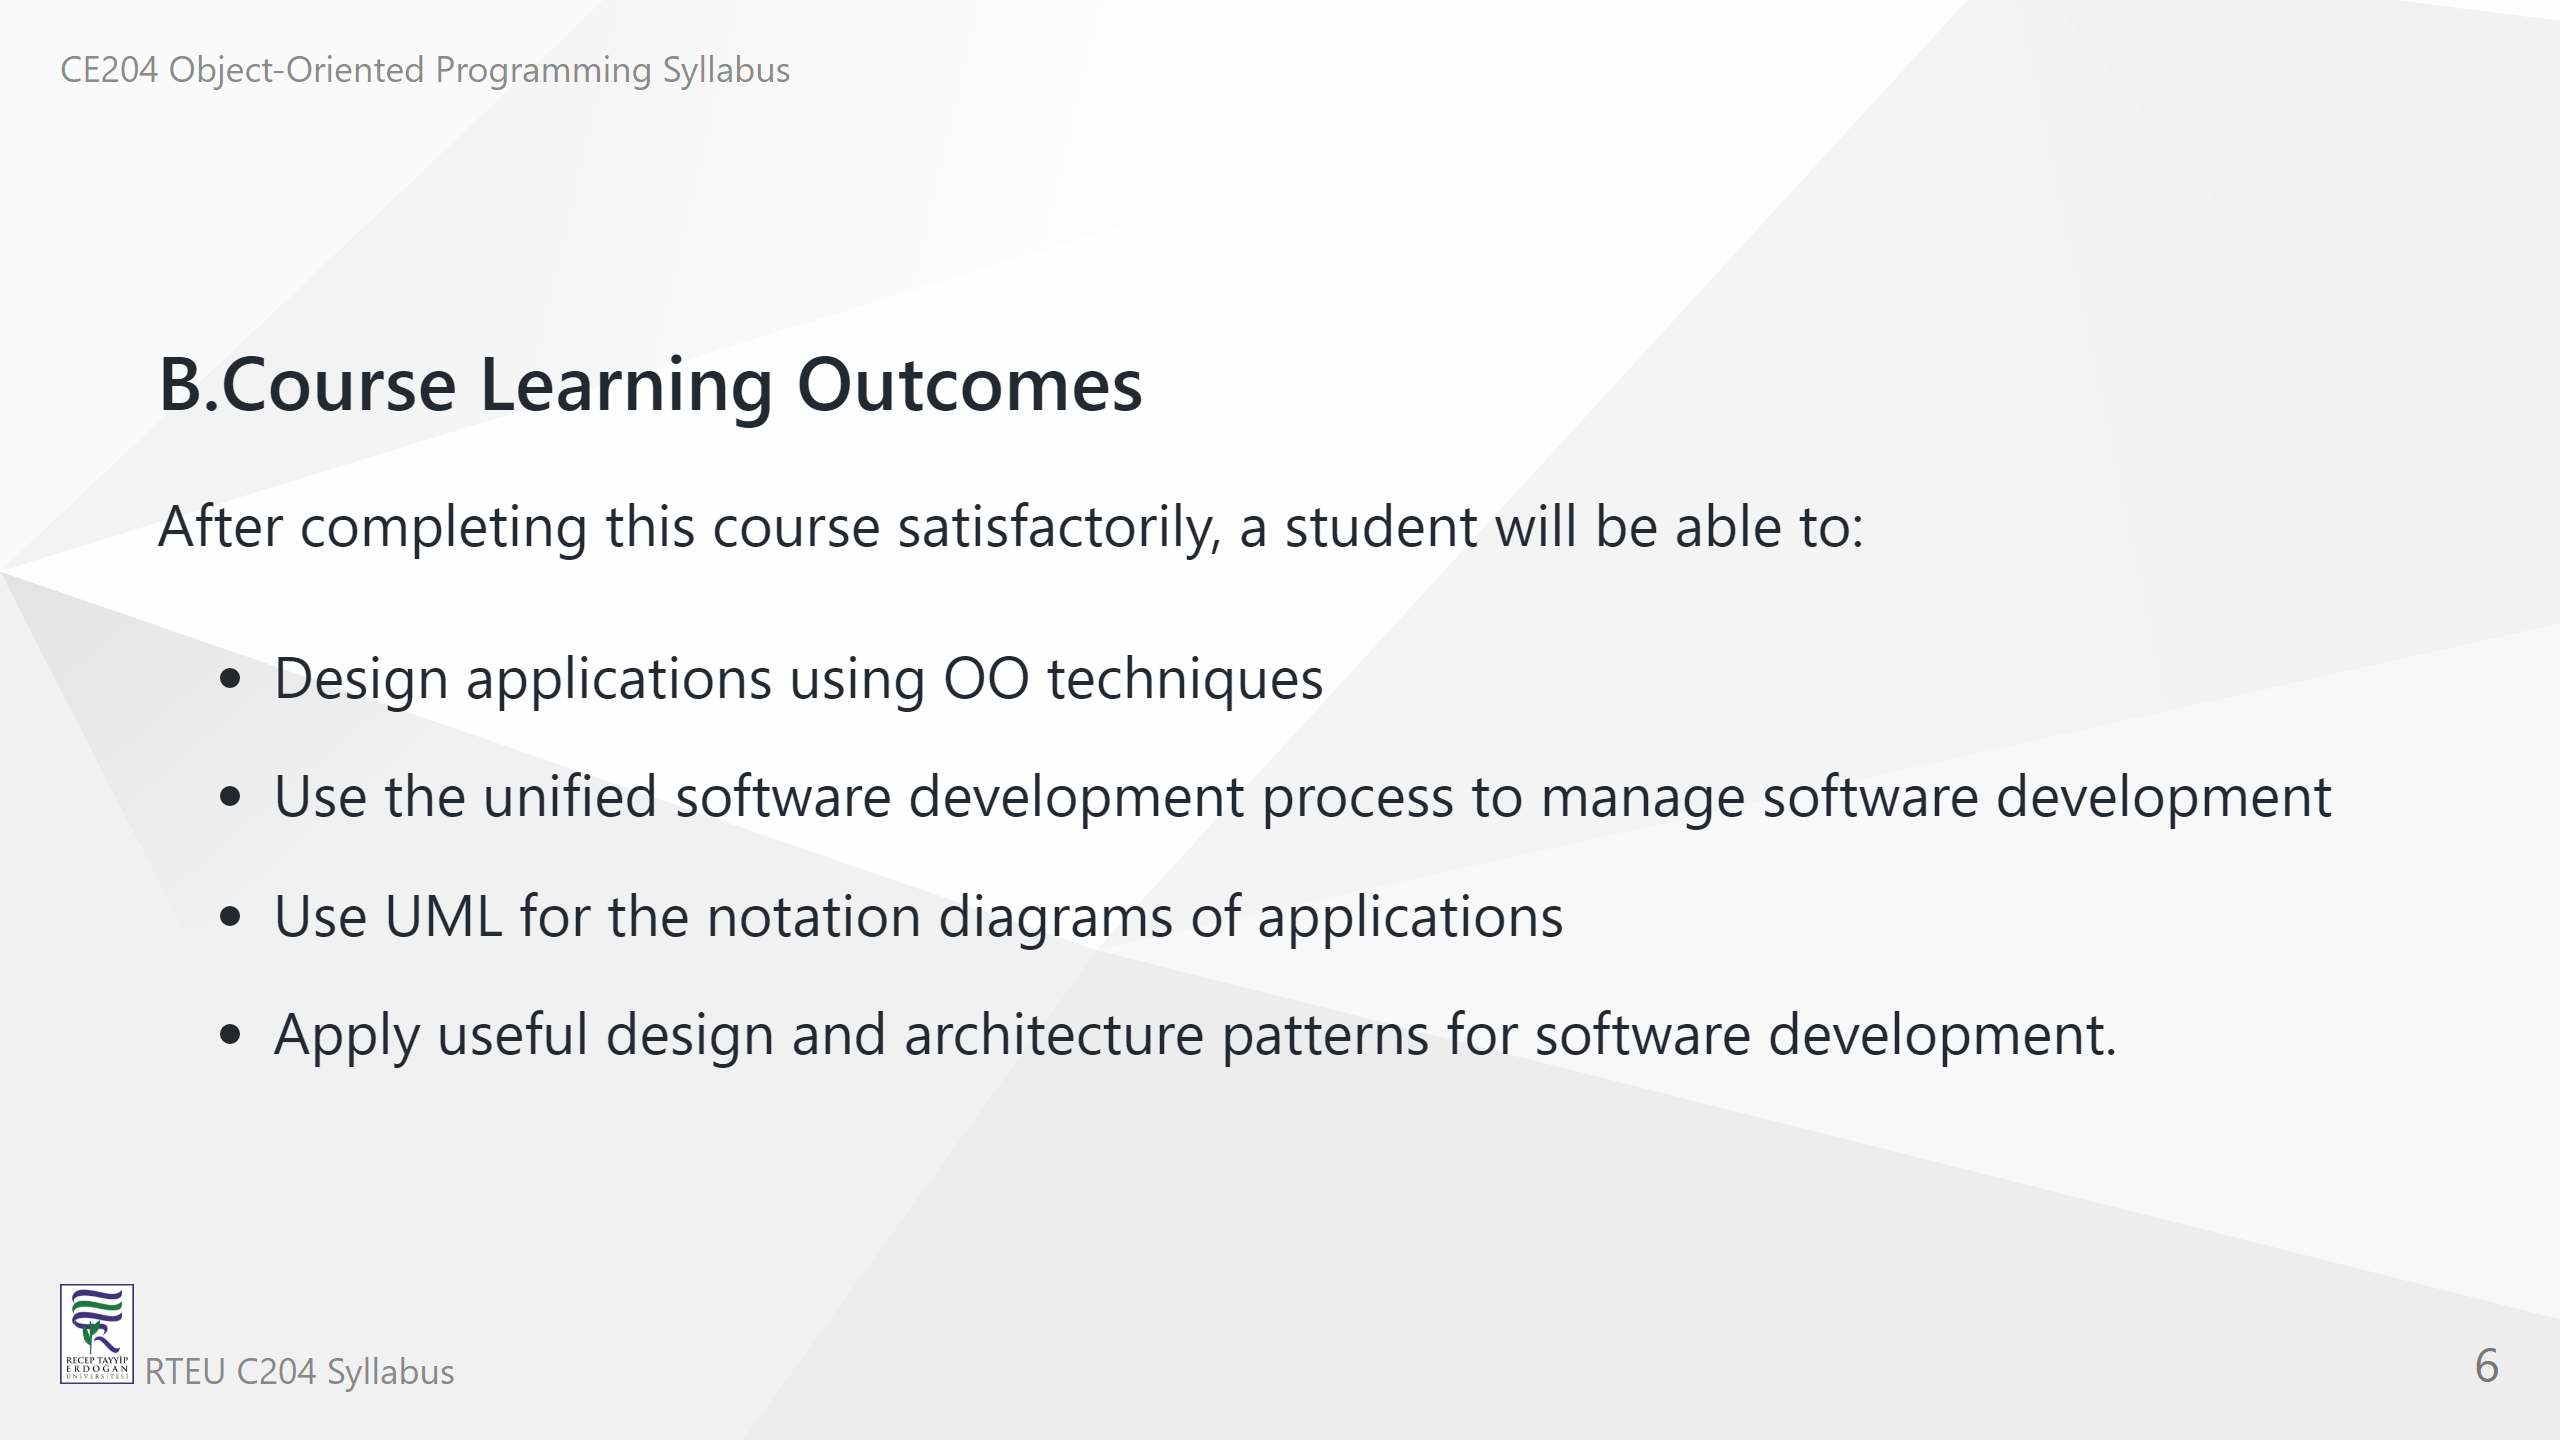 CE204 Object-Oriented Programming Syllabus
B.Course Learning Outcomes
After completing this course satisfactorily, a student will be able to:
• Design applications using OO techniques
• Use the unified software development process to manage software development
• Use UML for the notation diagrams of applications
• Apply useful design and architecture patterns for software development.
RECEP TAYYİP
ERDOĞAN
ÜNİVERSİTESİ
RTEU C204 Syllabus
6